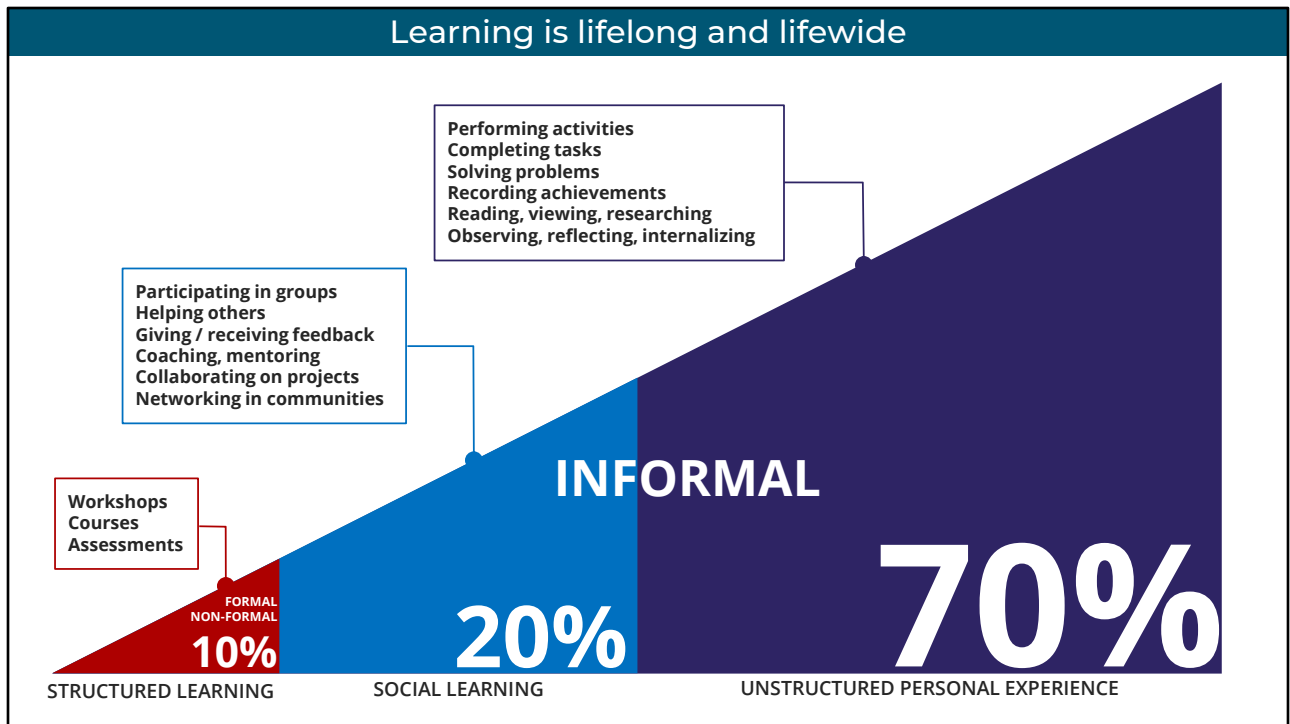 Learning is lifelong and lifewide
Performing activities
Completing tasks
Solving problems
Recording achievements
Reading, viewing, researching
Observing, reflecting, internalizing
Participating in groups
Helping others
Giving / receiving feedback
Coaching, mentoring
Collaborating on projects
Networking in communities
Workshops
Courses
Assessments
INFORMAL
FORMAL
NON-FORMAL
10%
20%
70%
STRUCTURED LEARNING
SOCIAL LEARNING
UNSTRUCTURED PERSONAL EXPERIENCE